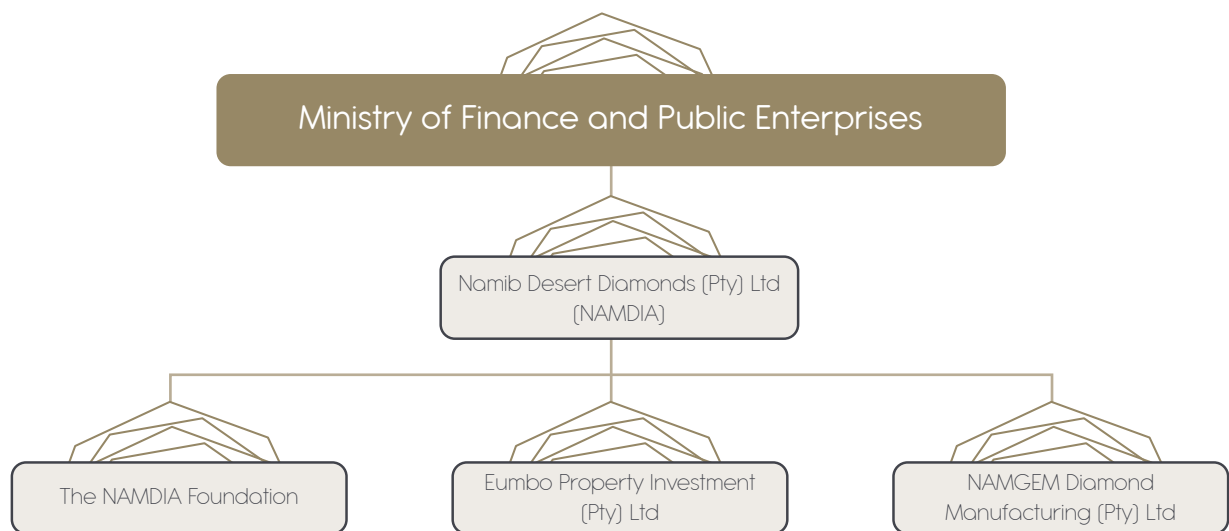 Ministry of Finance and Public Enterprises
Namib Desert Diamonds (Pty) Ltd
(NAMDIA)
The NAMDIA Foundation
Eumbo Property Investment
(Pty) Ltd
NAMGEM Diamond
Manufacturing (Pty) Ltd